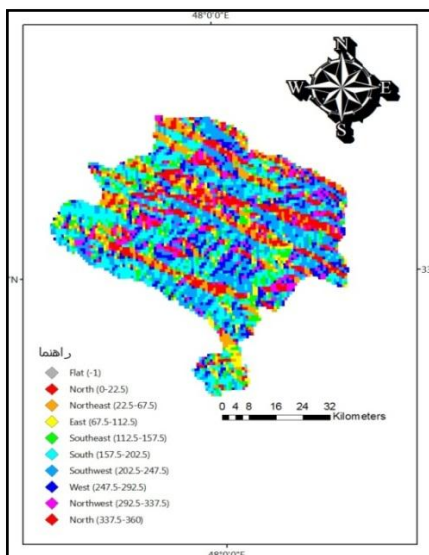 48°0'0"E
N
W E
S
7N
33
راهنما
Flat (-1)
North (0-22.5)
Northeast (22.5-67.5)
East (67.5-112.5)
Southeast (112.5-157.5)
South (157.5-202.5)
Southwest (202.5-247.5)
West (247.5-292.5)
Northwest (292.5-337.5)
North (337.5-360)
0 4 8 16 24 32
Kilometers
48°0'0"E